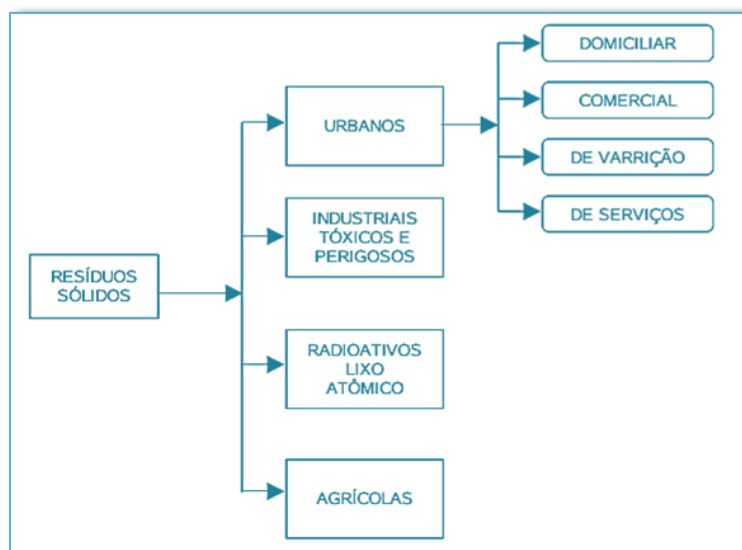 RESÍDUOS
SÓLIDOS
URBANOS
INDUSTRIAIS
TÓXICOS E
PERIGOSOS
RADIOATIVOS
LIXO
ATÔMICO
AGRÍCOLAS
DOMICILIAR
COMERCIAL
DE VARRIÇÃO
DE SERVIÇOS